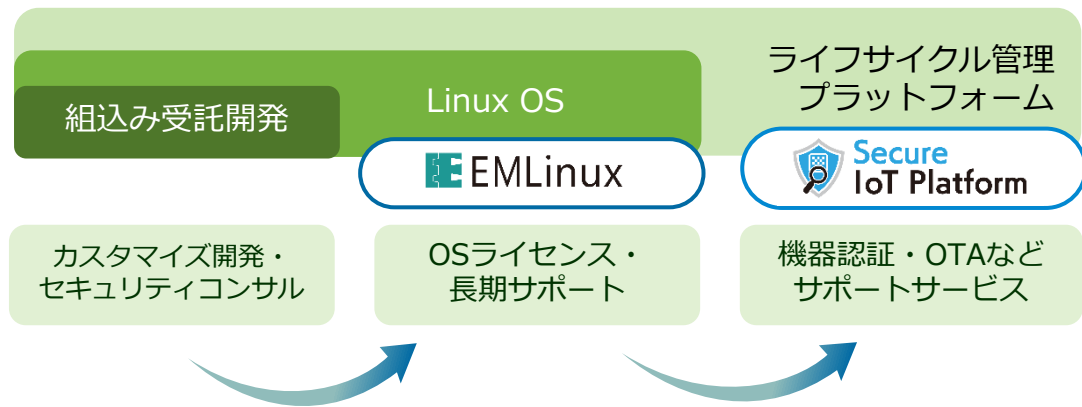 ライフサイクル管理
プラットフォーム
Linux OS
組込み受託開発
EMLinux
Secure
IoT Platform
カスタマイズ開発・
セキュリティコンサル
OSライセンス・
長期サポート
機器認証・OTAなど
サポートサービス